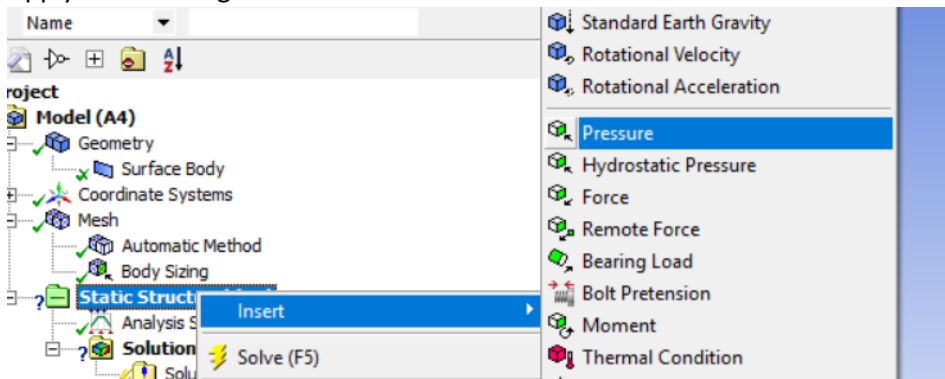 Name
roject
Model (A4)
Geometry
Surface Body
Coordinate Systems
Mesh
Automatic Method
Body Sizing
Static Struct
Analysis S
Solution
Solu
Insert
Solve (F5)
Standard Earth Gravity
Rotational Velocity
Rotational Acceleration
Pressure
Hydrostatic Pressure
Force
Remote Force
Bearing Load
Bolt Pretension
Moment
Thermal Condition